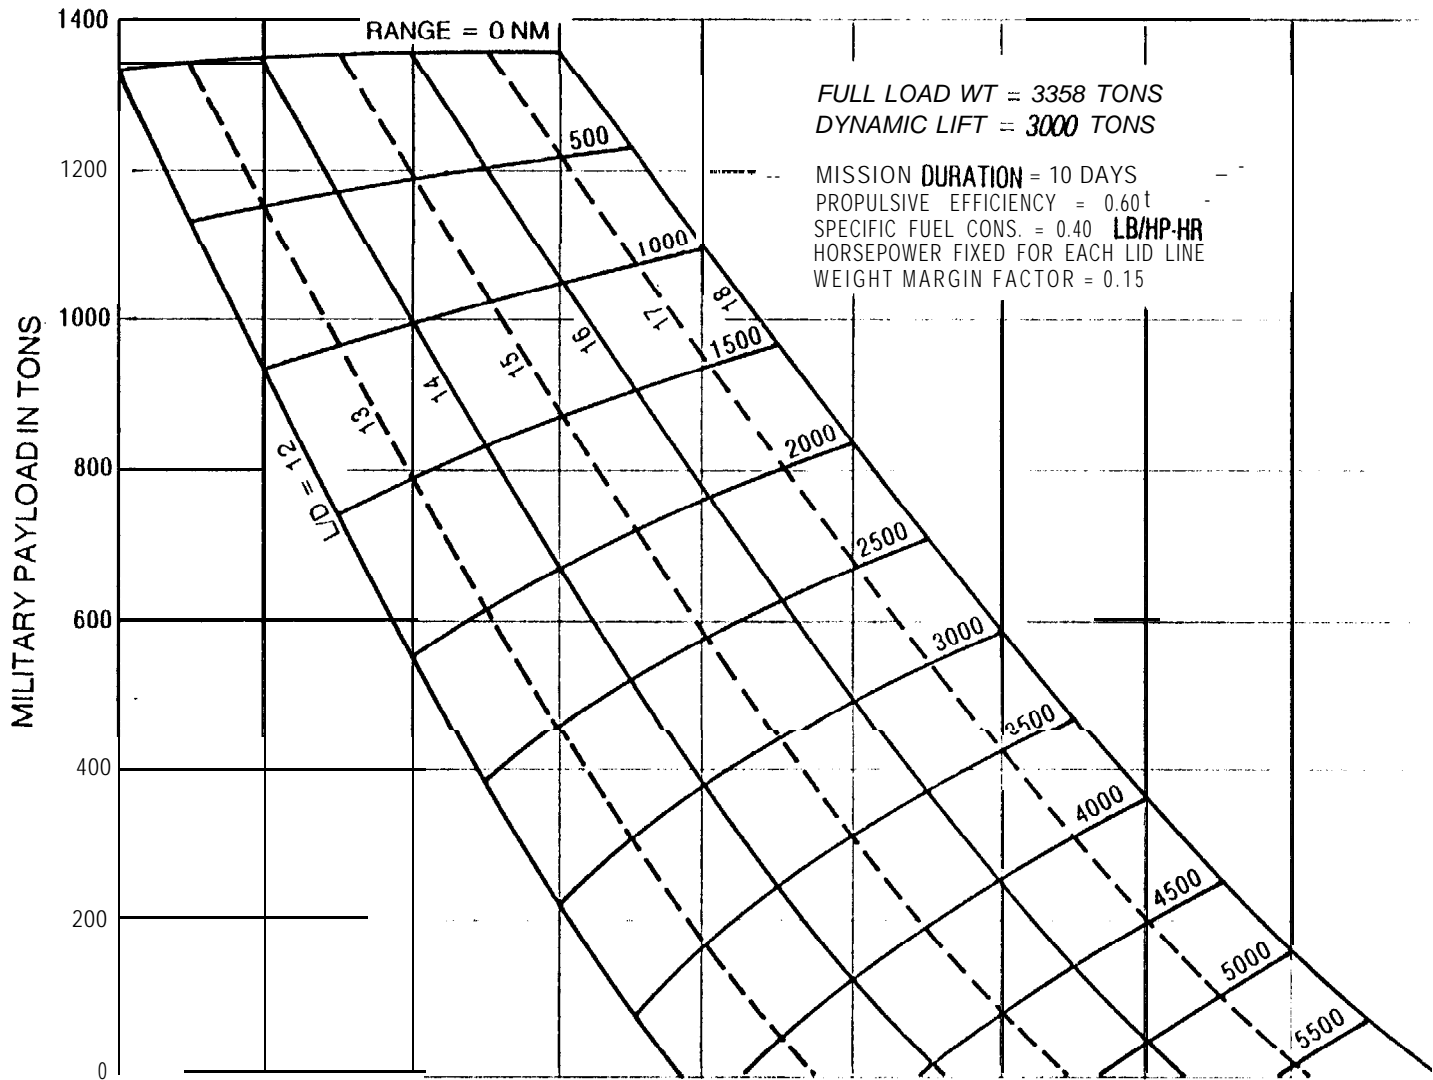 1400
RANGE = 0 NM
FULL LOAD WT = 3358 TONS
DYNAMIC LIFT = 3000 TONS
500
1200
MISSION DURATION = 10 DAYS
PROPULSIVE EFFICIENCY = 0.60t
SPECIFIC FUEL CONS. = 0.40 LB/HP-HR
HORSEPOWER FIXED FOR EACH LID LINE
WEIGHT MARGIN FACTOR = 0.15
1000
18
17
1000
16
1500
15
14
13
L/D = 12
2000
800
2500
MILITARY PAYLOAD IN TONS
600
3000
3500
400
4000
4500
200
5000
5500
0